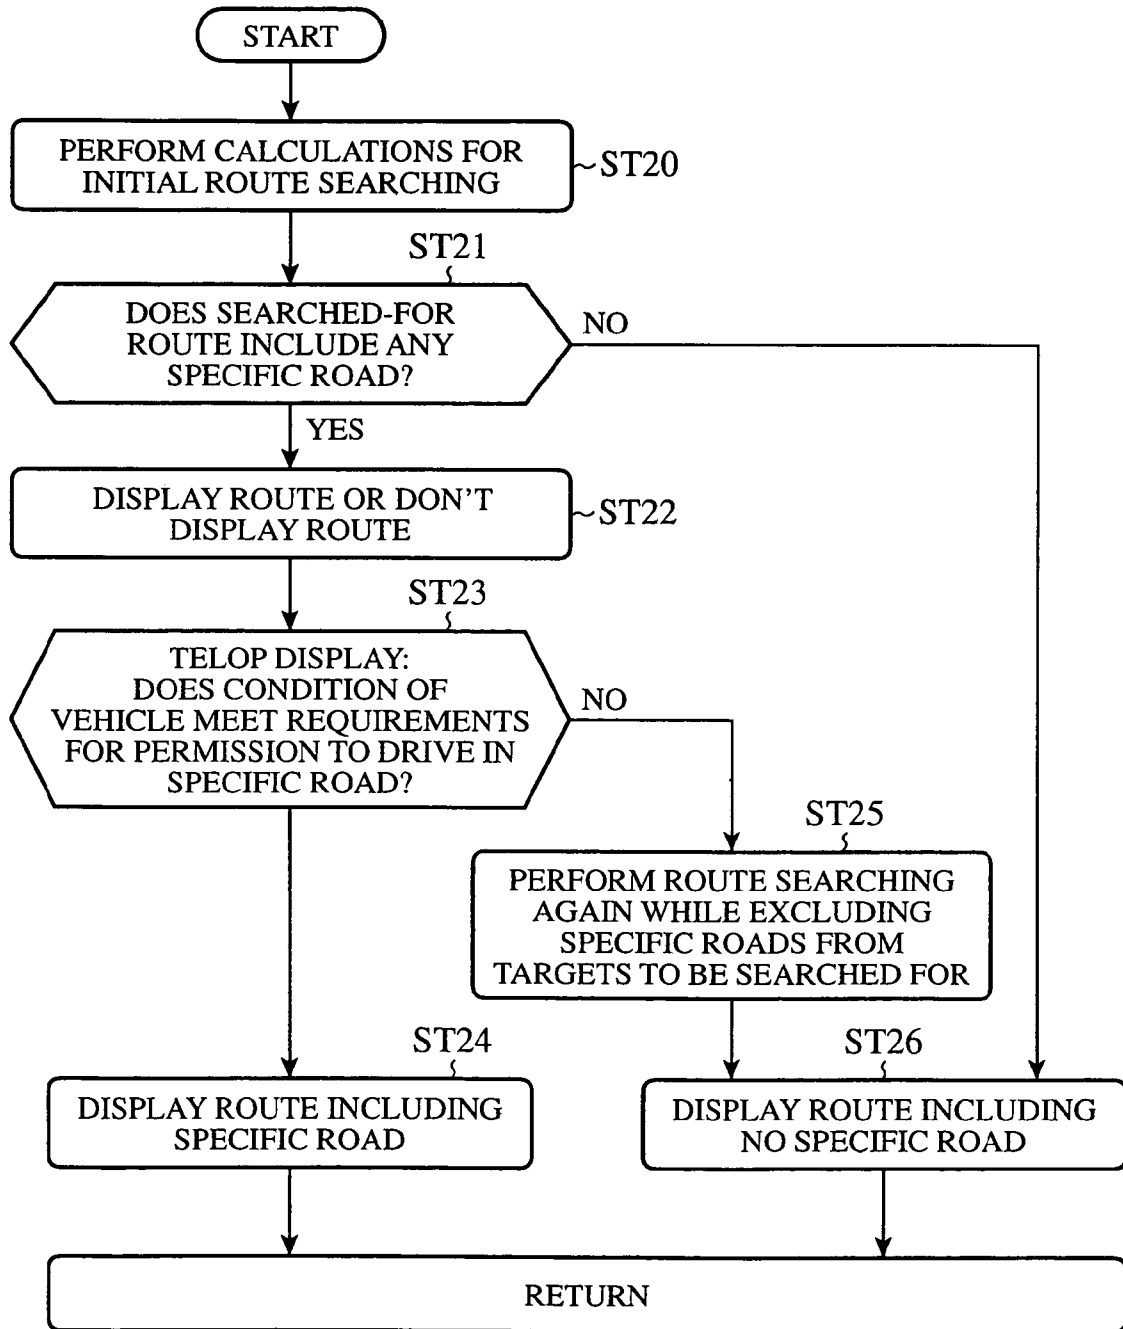 START
PERFORM CALCULATIONS FOR
INITIAL ROUTE SEARCHING
ST20
ST21
DOES SEARCHED-FOR
ROUTE INCLUDE ANY
SPECIFIC ROAD?
NO
YES
DISPLAY ROUTE OR DON'T
DISPLAY ROUTE
ST22
ST23
TELOP DISPLAY:
DOES CONDITION OF
VEHICLE MEET REQUIREMENTS
FOR PERMISSION TO DRIVE IN
SPECIFIC ROAD?
NO
ST25
PERFORM ROUTE SEARCHING
AGAIN WHILE EXCLUDING
SPECIFIC ROADS FROM
TARGETS TO BE SEARCHED FOR
ST24
DISPLAY ROUTE INCLUDING
SPECIFIC ROAD
ST26
DISPLAY ROUTE INCLUDING
NO SPECIFIC ROAD
RETURN